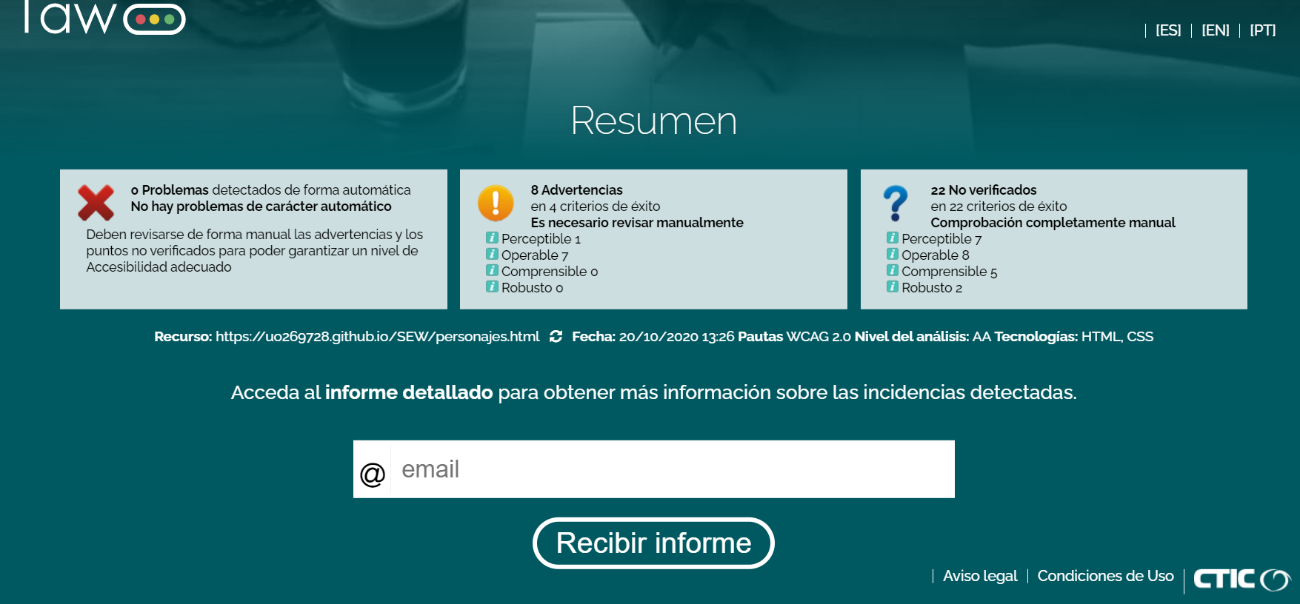 taw
| [ES] | [EN] | [PT]
Resumen
0 Problemas detectados de forma automática
No hay problemas de carácter automático
Deben revisarse de forma manual las advertencias y los
puntos no verificados para poder garantizar un nivel de
Accesibilidad adecuado
8 Advertencias
en 4 criterios de éxito
Es necesario revisar manualmente
Perceptible 1
Operable 7
Comprensible 0
Robusto 0
22 No verificados
en 22 criterios de éxito
Comprobación completamente manual
Perceptible 7
Operable 8
Comprensible 5
Robusto 2
Recurso: https://uo269728.github.io/SEW/personajes.html Fecha: 20/10/2020 13:26 Pautas WCAG 2.0 Nivel del análisis: AA Tecnologías: HTML, CSS
Acceda al informe detallado para obtener más información sobre las incidencias detectadas.
@ email
Recibir informe
| Aviso legal | Condiciones de Uso | CTIC